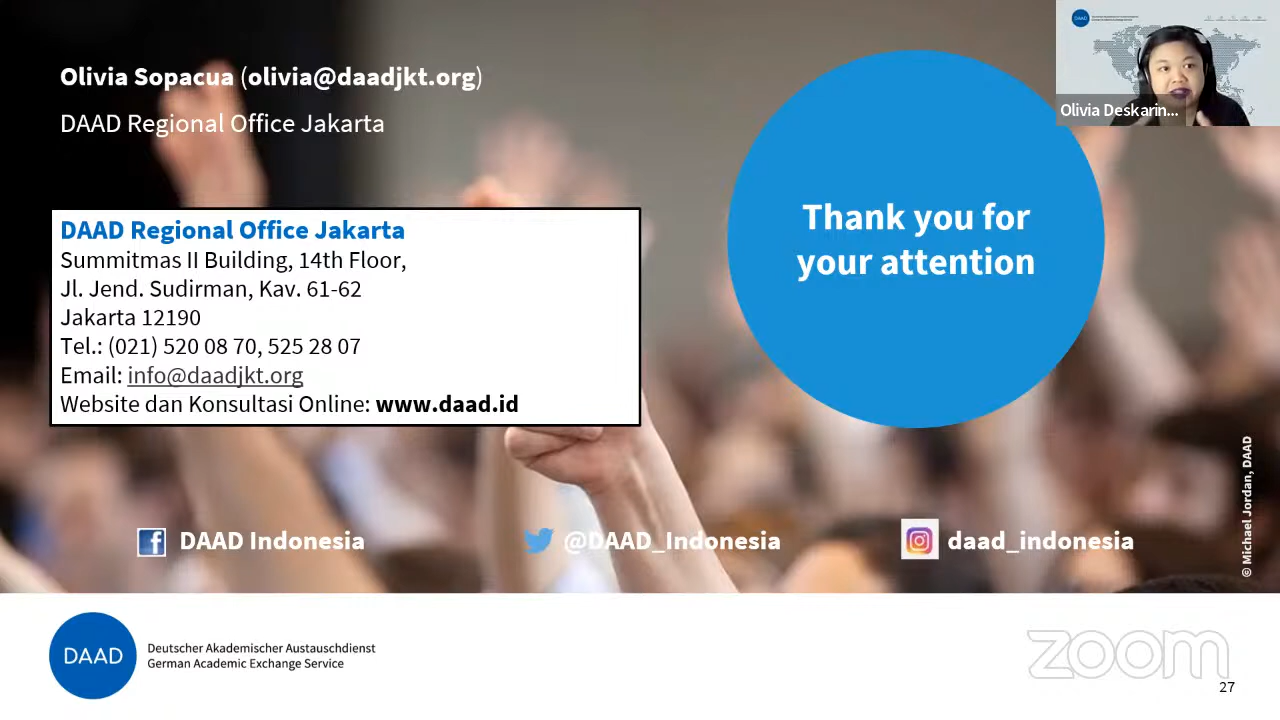 Olivia Sopacua (olivia@daadjkt.org)
DAAD Regional Office Jakarta
DAAD Regional Office Jakarta
Summitmas II Building, 14th Floor,
Jl. Jend. Sudirman, Kav. 61-62
Jakarta 12190
Tel.: (021) 520 08 70, 525 28 07
Email: info@daadjkt.org
Website dan Konsultasi Online: www.daad.id
Thank you for
your attention
DAAD
Olivia Deskarin...
© Michael Jordan, DAAD
DAAD Indonesia
@DAAD_Indonesia
daad_indonesia
DAAD
Deutscher Akademischer Austauschdienst
German Academic Exchange Service
zoom
27